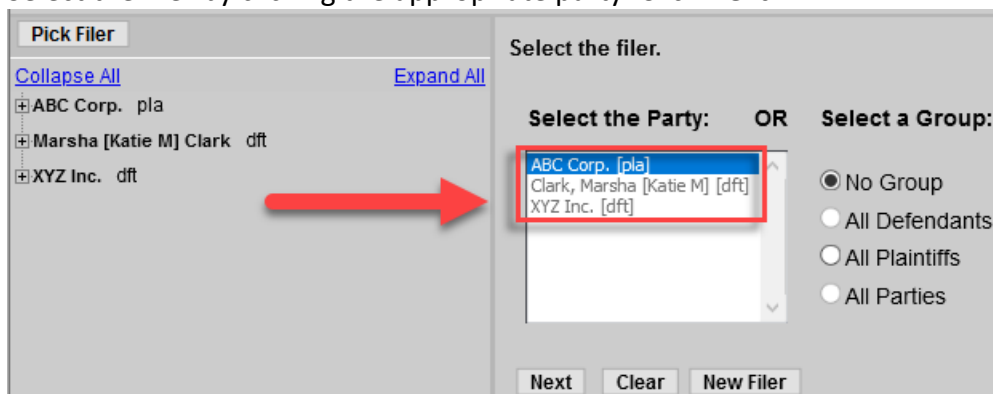 Pick Filer
Collapse All Expand All
ABC Corp. pla
Marsha [Katie M] Clark dft
XYZ Inc. dft
Select the filer.
Select the Party: OR Select a Group:
ABC Corp. [pla]
Clark, Marsha [Katie M] [dft]
XYZ Inc. [dft]
No Group
All Defendants
All Plaintiffs
All Parties
Next Clear New Filer